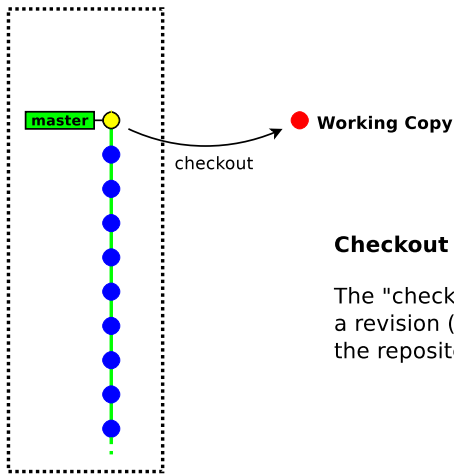 master
Working Copy
checkout
Checkout
The "check
a revision (
the reposit